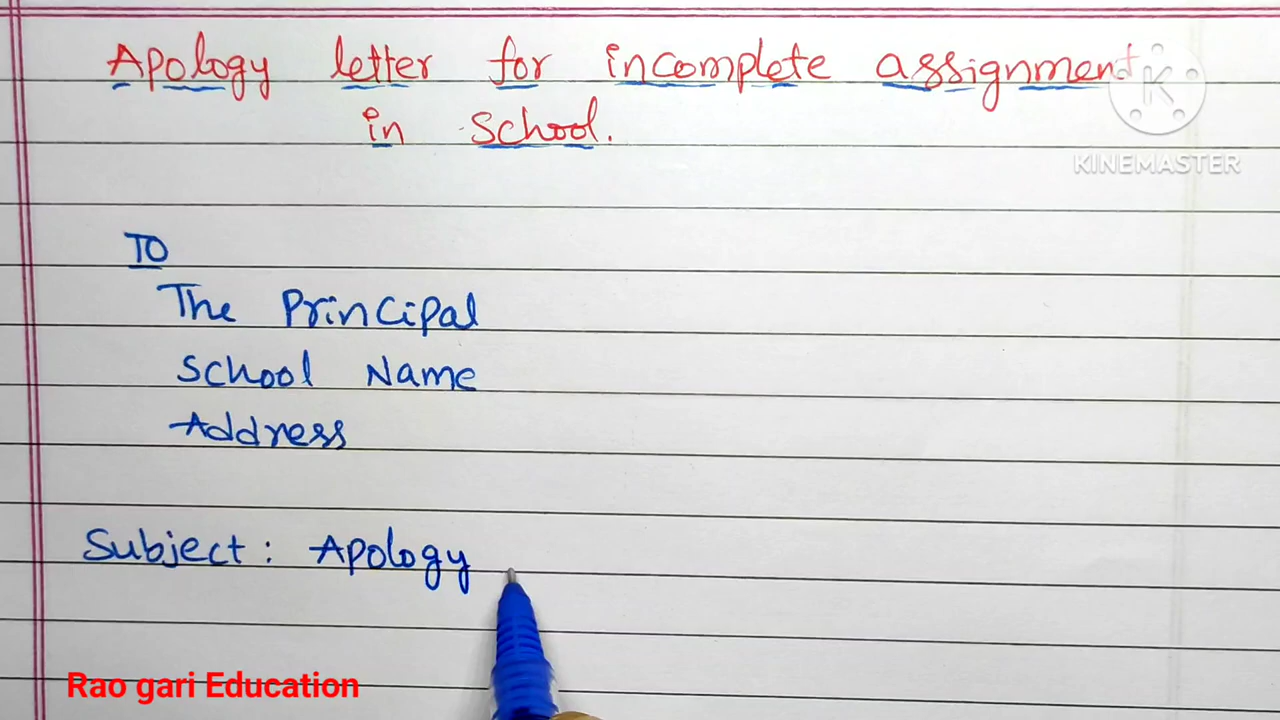 Apology letter for incomplete assignment
in school.
K
KINEMASTER
To
The Principal
School Name
Address
Subject: Apology
Rao gari Education